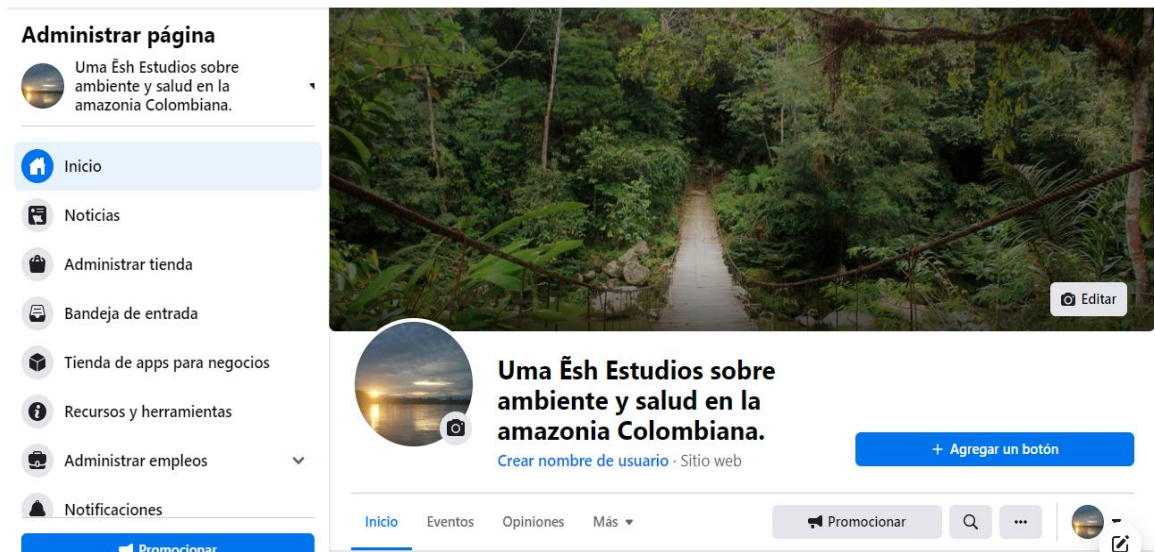 Administrar página
Uma Ẽsh Estudios sobre
ambiente y salud en la
amazonia Colombiana.
Inicio
Noticias
Administrar tienda
Bandeja de entrada
Tienda de apps para negocios
Recursos y herramientas
Administrar empleos
Notificaciones
Promocionar
Editar
Uma Ẽsh Estudios sobre
ambiente y salud en la
amazonia Colombiana.
Crear nombre de usuario · Sitio web
+ Agregar un botón
Inicio Eventos Opiniones Más Promocionar